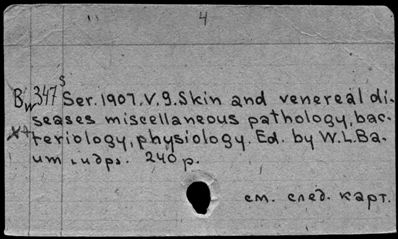 4
B w 347 s Ser. 1907. V. 9. Skin and venereal di-
seases miscellaneous pathology, bac-
x+ teriology, physiology. Ed. by W.L. Ba-
um и др. 240 p.
см. след. карт.